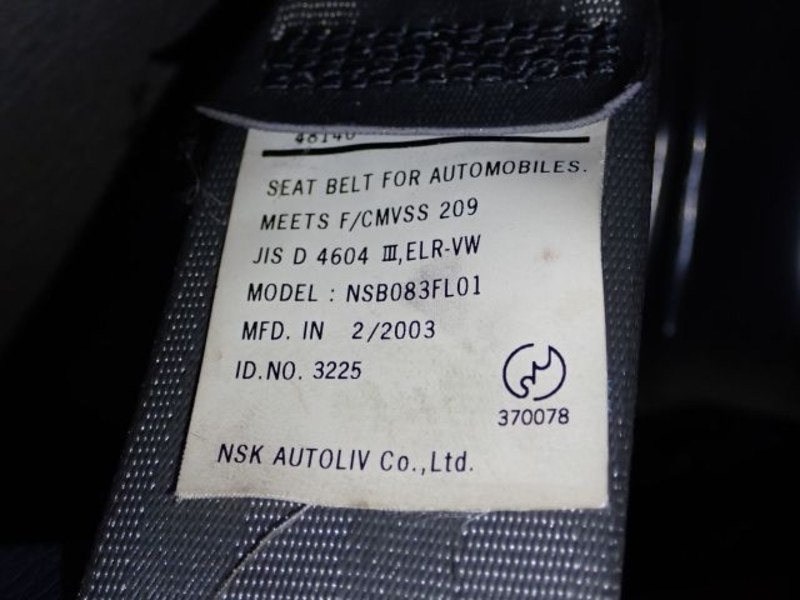 48140
SEAT BELT FOR AUTOMOBILES.
MEETS F/CMVSS 209
JIS D 4604 Ⅲ,ELR-VW
MODEL : NSB083FL01
MFD. IN 2/2003
ID.NO. 3225
370078
NSK AUTOLIV Co.,Ltd.